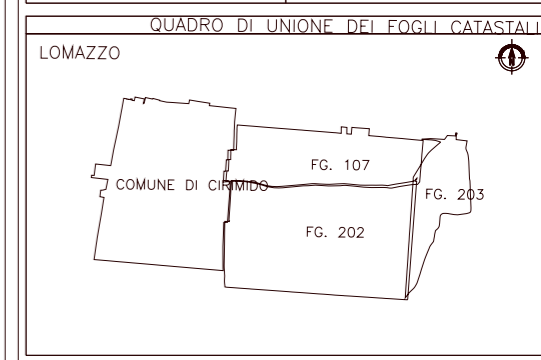 QUADRO DI UNIONE DEI FOGLI CATASTALI
LOMAZZO
N
FG. 107
COMUNE DI CIRIMIDO
FG. 203
FG. 202